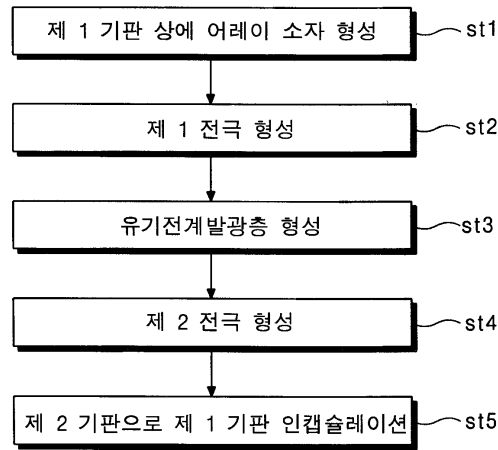 제 1 기판 상에 어레이 소자 형성 st1
제 1 전극 형성 st2
유기전계발광층 형성 st3
제 2 전극 형성 st4
제 2 기판으로 제 1 기판 인캡슐레이션 st5